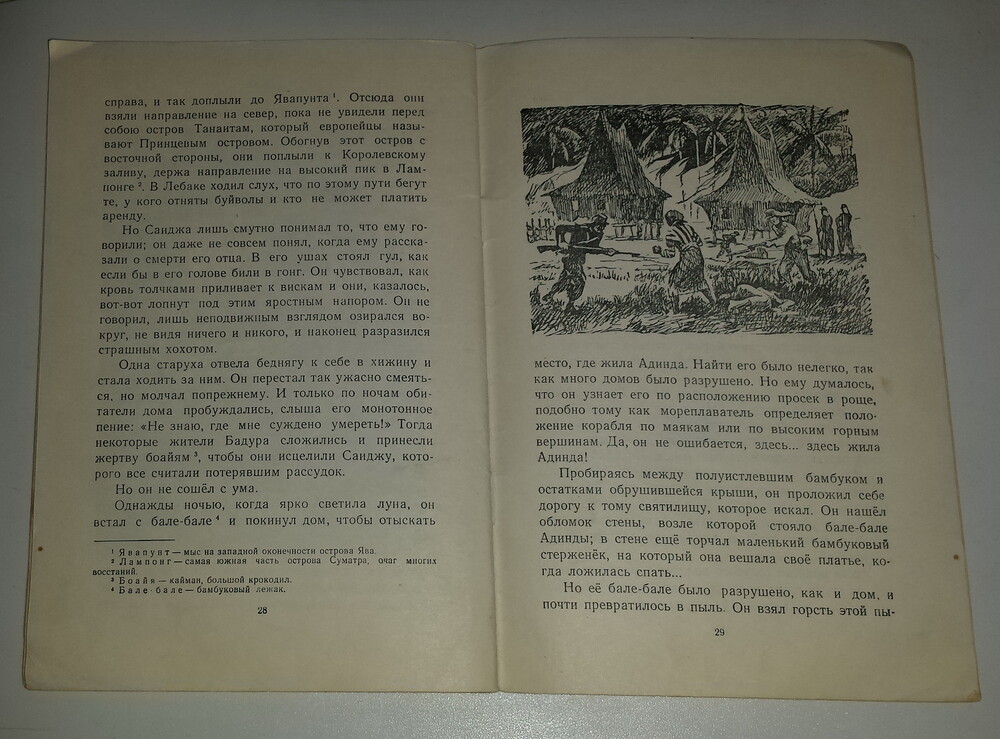 справа, и так доплыли до Явапунта ¹. Отсюда они
взяли направление на север, пока не увидели перед
собою остров Танаитам, который европейцы назы-
вают Принцевым островом. Обогнув этот остров с
восточной стороны, они поплыли к Королевскому
заливу, держа направление на высокий пик в Лам-
понге ². В Лебаке ходил слух, что по этому пути бегут
те, у кого отняты буйволы и кто не может платить
аренду.
Но Санджа лишь смутно понимал то, что ему го-
ворили; он даже не совсем понял, когда ему расска-
зали о смерти его отца. В его ушах стоял гул, как
если бы в его голове били в гонг. Он чувствовал, как
кровь толчками приливает к вискам и они, казалось,
вот-вот лопнут под этим яростным напором. Он не
говорил, лишь неподвижным взглядом озирался во-
круг, не видя ничего и никого, и наконец разразился
страшным хохотом.
Одна старуха отвела беднягу к себе в хижину и
стала ходить за ним. Он перестал так ужасно смеять-
ся, но молчал попрежнему. И только по ночам оби-
татели дома пробуждались, слыша его монотонное
пение: «Не знаю, где мне суждено умереть!» Тогда
некоторые жители Бадура сложились и принесли
жертву боайям ³, чтобы они исцелили Санджу, кото-
рого все считали потерявшим рассудок.
Но он не сошёл с ума.
Однажды ночью, когда ярко светила луна, он
встал с бале-бале ⁴ и покинул дом, чтобы отыскать
¹ Явапунт — мыс на западной оконечности острова Ява.
² Лампонг — самая южная часть острова Суматра, очаг многих
восстаний.
³ Боайя — кайман, большой крокодил.
⁴ Бале-бале — бамбуковый лежак.
28
место, где жила Адинда. Найти его было нелегко, так
как много домов было разрушено. Но ему думалось,
что он узнает его по расположению просек в роще,
подобно тому как мореплаватель определяет поло-
жение корабля по маякам или по высоким горным
вершинам. Да, он не ошибается, здесь... здесь жила
Адинда!
Пробираясь между полуистлевшим бамбуком и
остатками обрушившейся крыши, он проложил себе
дорогу к тому святилищу, которое искал. Он нашёл
обломок стены, возле которой стояло бале-бале
Адинды; в стене ещё торчал маленький бамбуковый
стерженёк, на который она вешала своё платье, ко-
гда ложилась спать...
Но её бале-бале было разрушено, как и дом, и
почти превратилось в пыль. Он взял горсть этой пы-
29